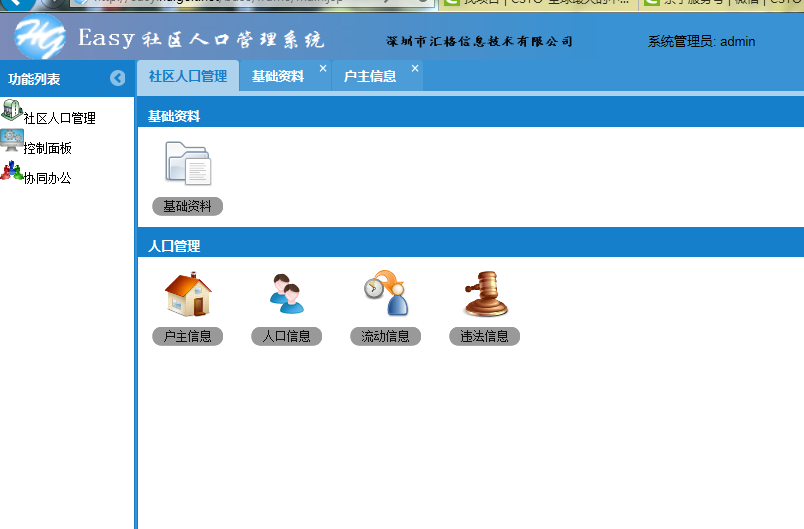 HG Easy 社区人口管理系统
深圳市汇格信息技术有限公司
系统管理员: admin
功能列表
社区人口管理
基础资料 ×
户主信息 ×
社区人口管理
控制面板
协同办公
基础资料
基础资料
人口管理
户主信息
人口信息
流动信息
违法信息